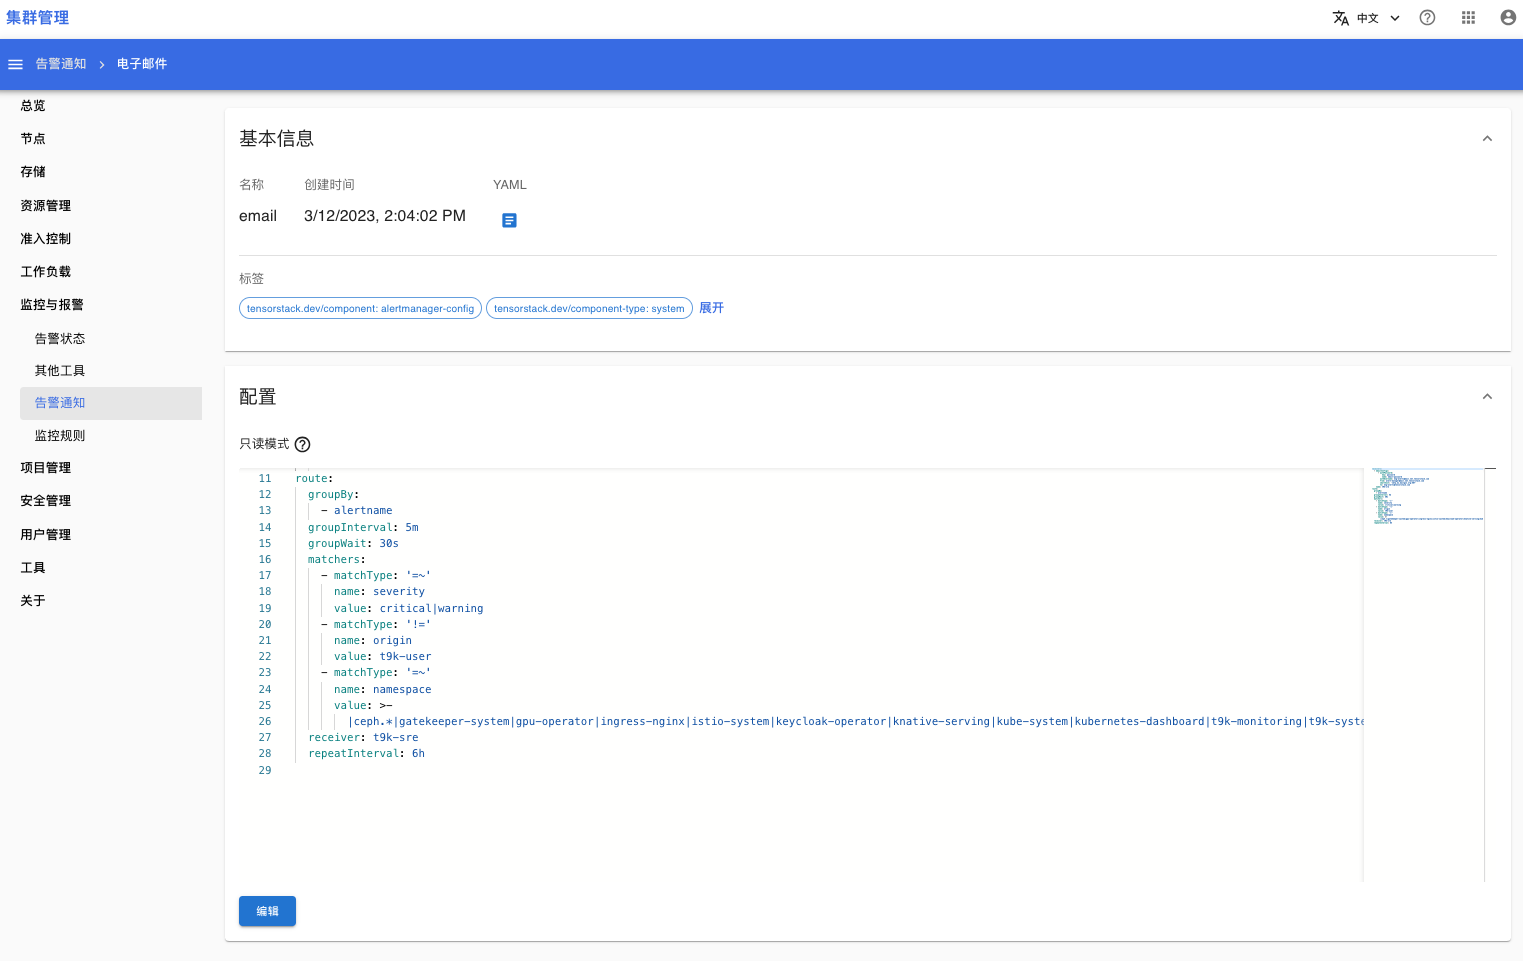 集群管理
中文
告警通知 › 电子邮件
总览
节点
存储
资源管理
准入控制
工作负载
监控与报警
告警状态
其他工具
告警通知
监控规则
项目管理
安全管理
用户管理
工具
关于
基本信息
名称 创建时间 YAML
email 3/12/2023, 2:04:02 PM
标签
tensorstack.dev/component: alertmanager-config tensorstack.dev/component-type: system 展开
配置
只读模式
11 route:
12 groupBy:
13 - alertname
14 groupInterval: 5m
15 groupWait: 30s
16 matchers:
17 - matchType: '=~'
18 name: severity
19 value: critical|warning
20 - matchType: '!='
21 name: origin
22 value: t9k-user
23 - matchType: '=~'
24 name: namespace
25 value: >-
26 |ceph.*|gatekeeper-system|gpu-operator|ingress-nginx|istio-system|keycloak-operator|knative-serving|kube-system|kubernetes-dashboard|t9k-monitoring|t9k-syste
27 receiver: t9k-sre
28 repeatInterval: 6h
29
编辑